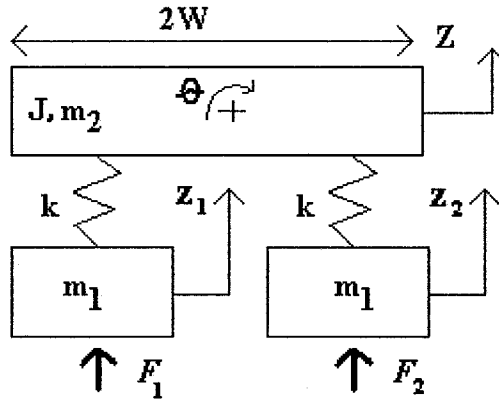 2W
Z
Θ
J, m₂
k
z₁
k
z₂
m₁
m₁
F₁
F₂